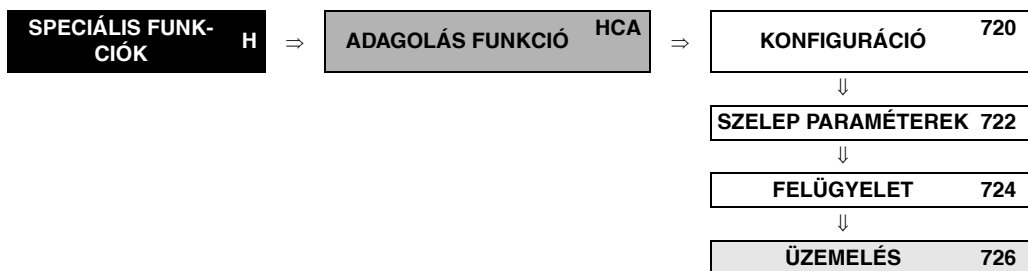 SPECIÁLIS FUNK-
CIÓK H ⇒ ADAGOLÁS FUNKCIÓ HCA ⇒ KONFIGURÁCIÓ 720
⇓
SZELEP PARAMÉTEREK 722
⇓
FELÜGYELET 724
⇓
ÜZEMELÉS 726